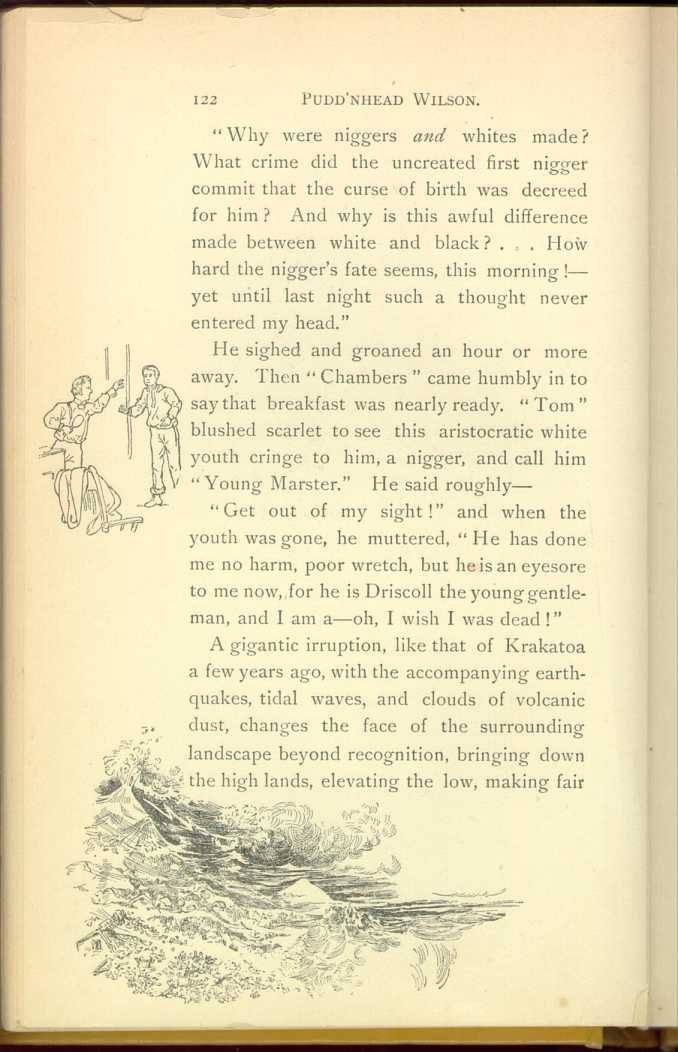 122 PUDD'NHEAD WILSON.
"Why were niggers and whites made?
What crime did the uncreated first nigger
commit that the curse of birth was decreed
for him? And why is this awful difference
made between white and black? . . . How
hard the nigger's fate seems, this morning!—
yet until last night such a thought never
entered my head."
He sighed and groaned an hour or more
away. Then "Chambers" came humbly in to
say that breakfast was nearly ready. "Tom"
blushed scarlet to see this aristocratic white
youth cringe to him, a nigger, and call him
"Young Marster." He said roughly—
"Get out of my sight!" and when the
youth was gone, he muttered, "He has done
me no harm, poor wretch, but he is an eyesore
to me now, for he is Driscoll the young gentle-
man, and I am a—oh, I wish I was dead!"
A gigantic irruption, like that of Krakatoa
a few years ago, with the accompanying earth-
quakes, tidal waves, and clouds of volcanic
dust, changes the face of the surrounding
landscape beyond recognition, bringing down
the high lands, elevating the low, making fair